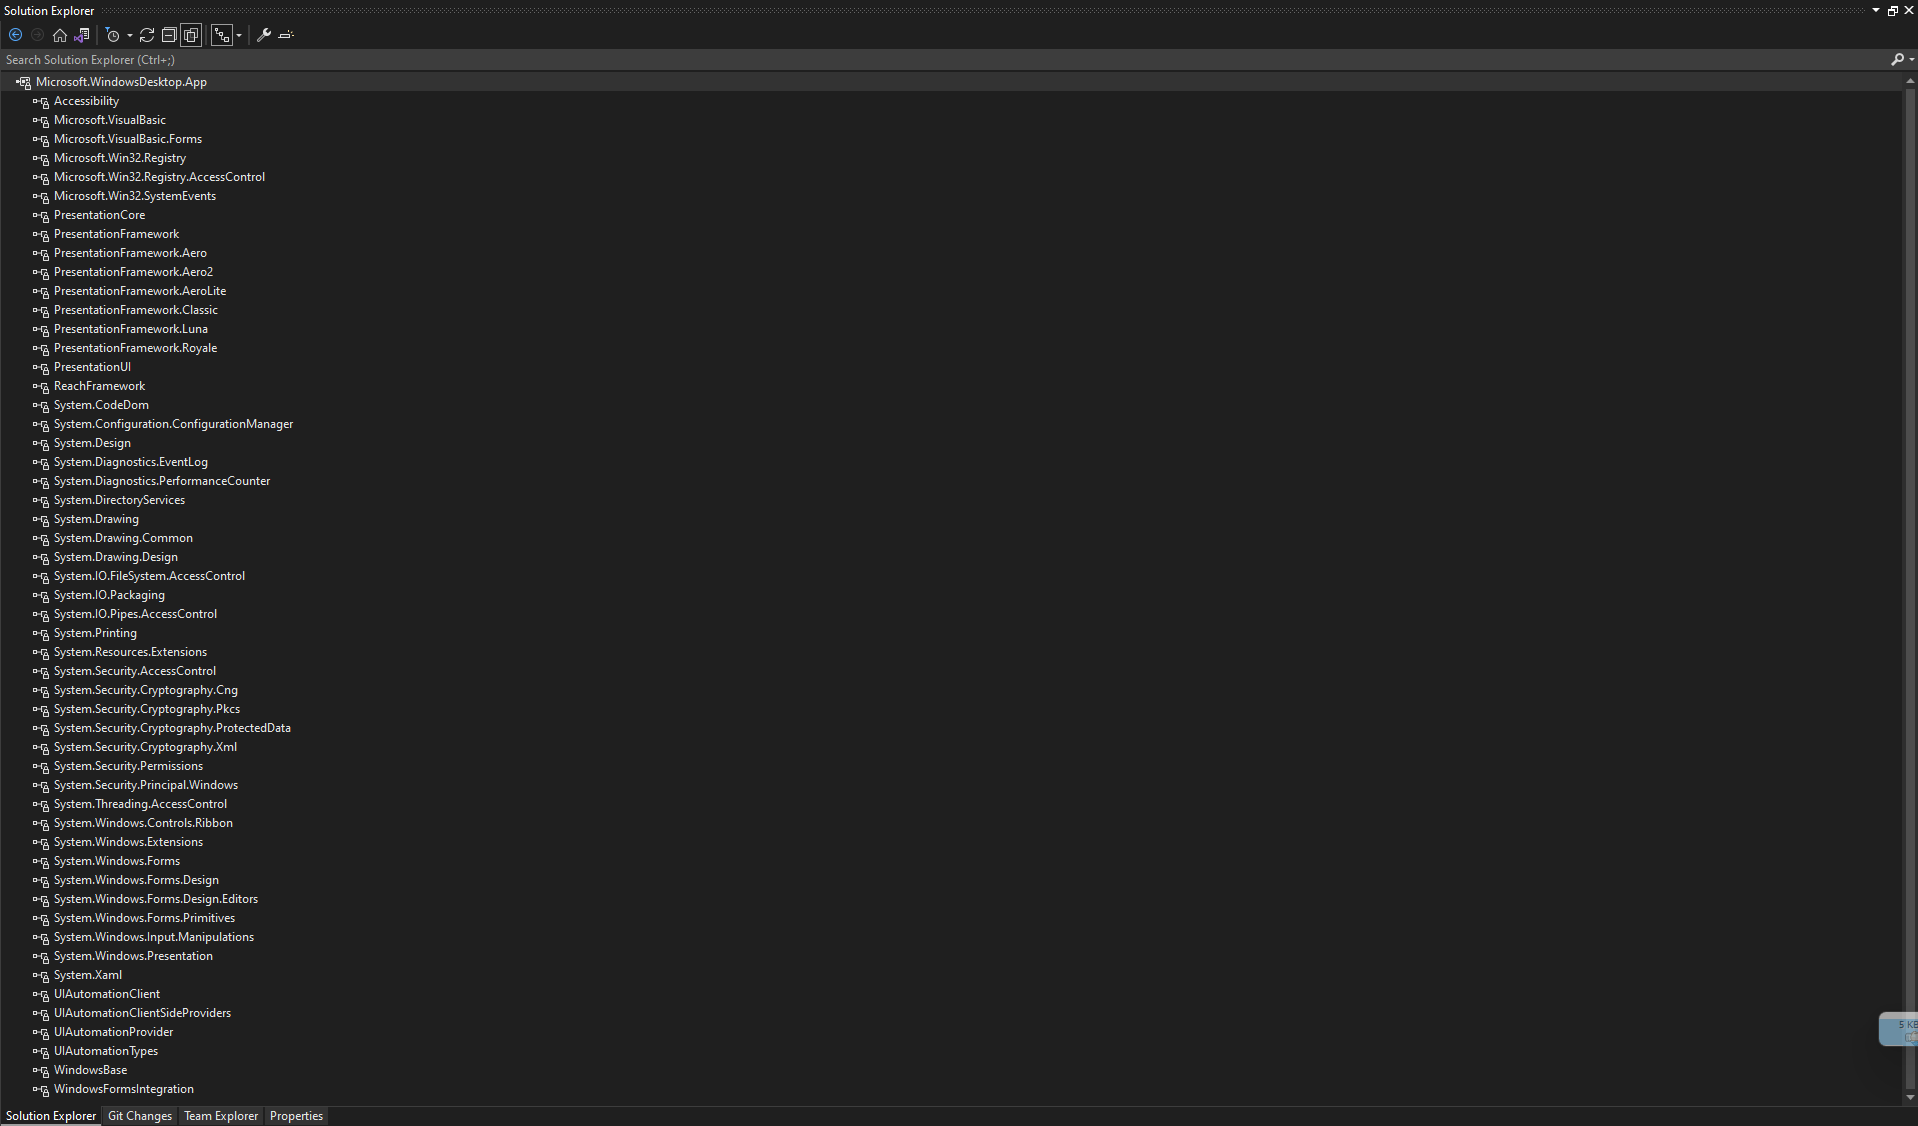 Solution Explorer
Search Solution Explorer (Ctrl+;)
Microsoft.WindowsDesktop.App
Accessibility
Microsoft.VisualBasic
Microsoft.VisualBasic.Forms
Microsoft.Win32.Registry
Microsoft.Win32.Registry.AccessControl
Microsoft.Win32.SystemEvents
PresentationCore
PresentationFramework
PresentationFramework.Aero
PresentationFramework.Aero2
PresentationFramework.AeroLite
PresentationFramework.Classic
PresentationFramework.Luna
PresentationFramework.Royale
PresentationUI
ReachFramework
System.CodeDom
System.Configuration.ConfigurationManager
System.Design
System.Diagnostics.EventLog
System.Diagnostics.PerformanceCounter
System.DirectoryServices
System.Drawing
System.Drawing.Common
System.Drawing.Design
System.IO.FileSystem.AccessControl
System.IO.Packaging
System.IO.Pipes.AccessControl
System.Printing
System.Resources.Extensions
System.Security.AccessControl
System.Security.Cryptography.Cng
System.Security.Cryptography.Pkcs
System.Security.Cryptography.ProtectedData
System.Security.Cryptography.Xml
System.Security.Permissions
System.Security.Principal.Windows
System.Threading.AccessControl
System.Windows.Controls.Ribbon
System.Windows.Extensions
System.Windows.Forms
System.Windows.Forms.Design
System.Windows.Forms.Design.Editors
System.Windows.Forms.Primitives
System.Windows.Input.Manipulations
System.Windows.Presentation
System.Xaml
UIAutomationClient
UIAutomationClientSideProviders
UIAutomationProvider
5 KB
UIAutomationTypes
WindowsBase
WindowsFormsIntegration
Solution Explorer Git Changes Team Explorer Properties